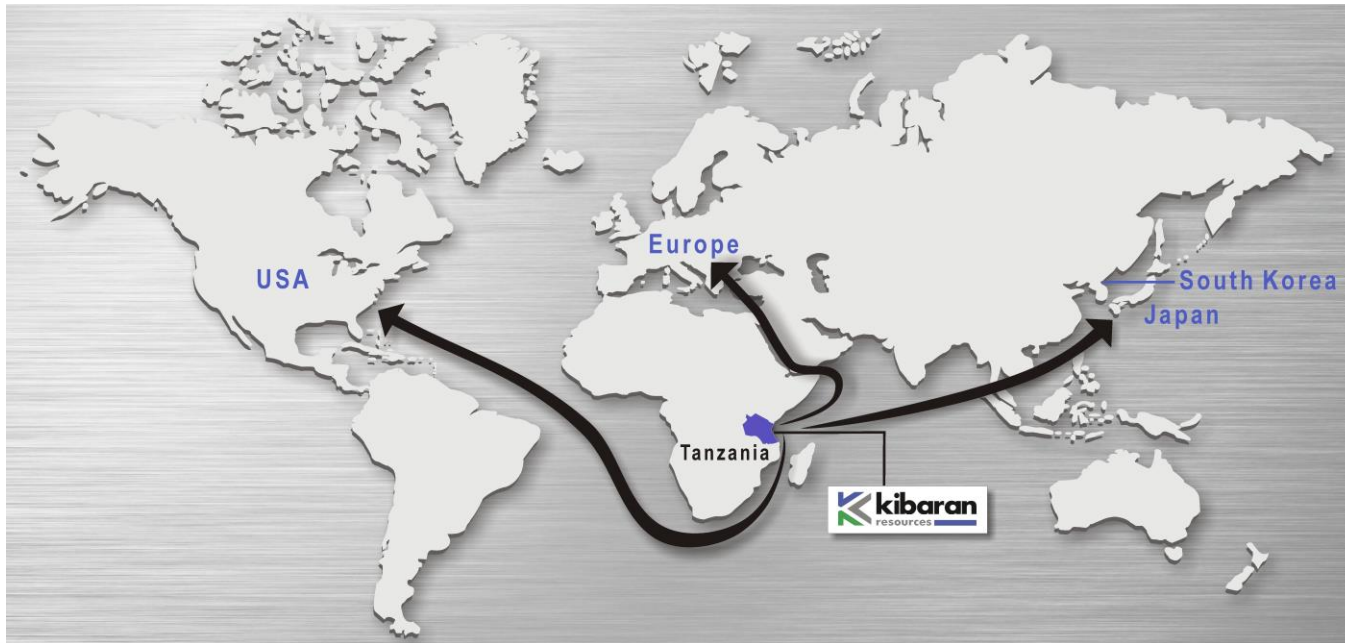 Europe
USA
South Korea
Japan
Tanzania
kibaran
resources